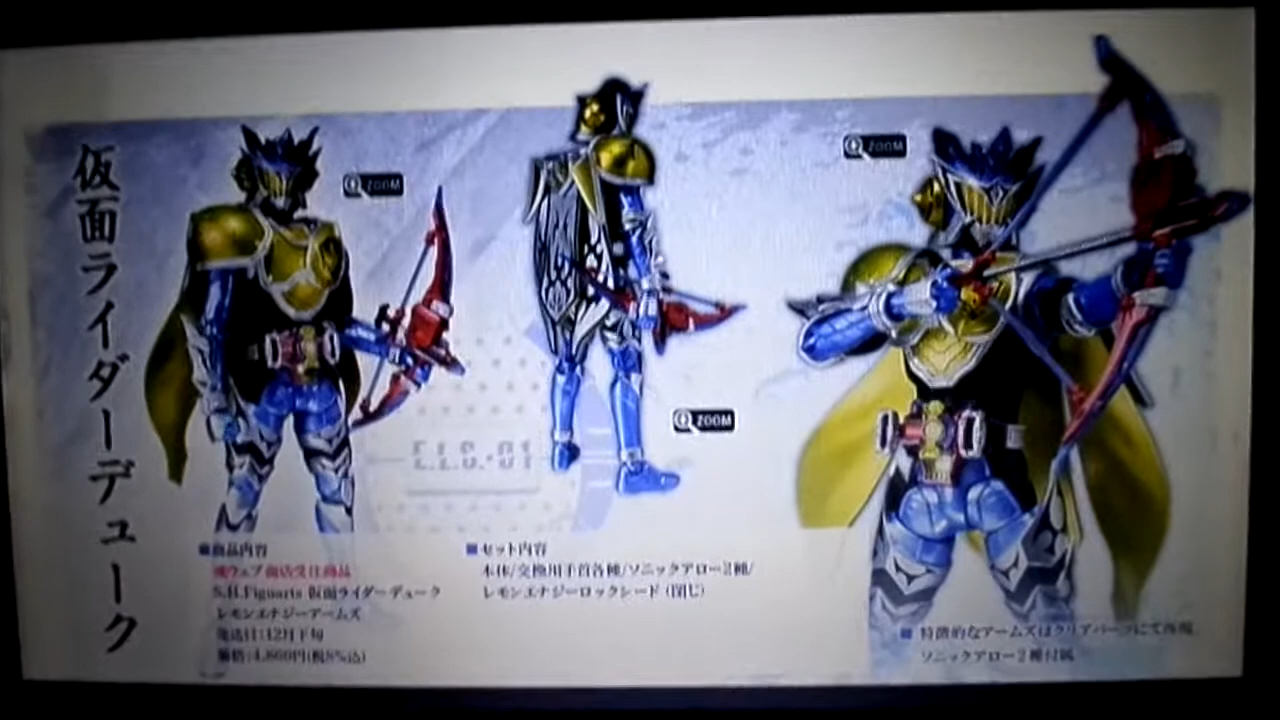 仮面ライダーデューク
ZOOM
ZOOM
ZOOM
E.L.B.-01
■商品内容
魂ウェブ商店受注商品
S.H.Figuarts 仮面ライダーデューク
レモンエナジーアームズ
発送日:12月下旬
価格:4,860円(税8%込)
■セット内容
本体/交換用手首各種/ソニックアロー2種/
レモンエナジーロックシード(閉じ)
■特徴的なアームズはクリアパーツにて再現
ソニックアロー2種付属